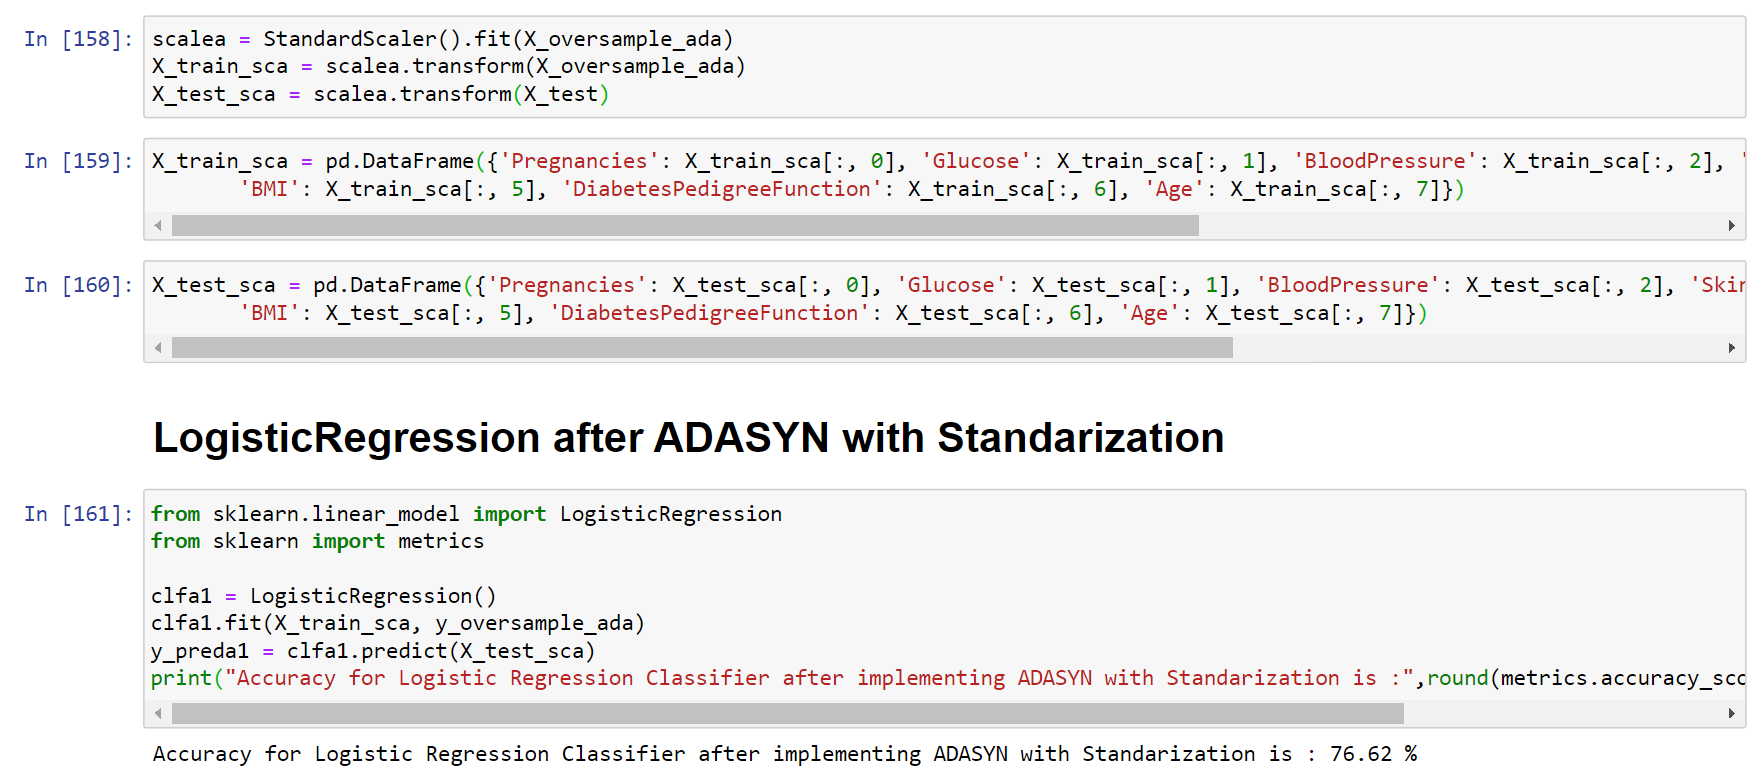 In [158]:
scalea = StandardScaler().fit(X_oversample_ada)
X_train_sca = scalea.transform(X_oversample_ada)
X_test_sca = scalea.transform(X_test)
In [159]:
X_train_sca = pd.DataFrame({'Pregnancies': X_train_sca[:, 0], 'Glucose': X_train_sca[:, 1], 'BloodPressure': X_train_sca[:, 2], '
'BMI': X_train_sca[:, 5], 'DiabetesPedigreeFunction': X_train_sca[:, 6], 'Age': X_train_sca[:, 7]})
In [160]:
X_test_sca = pd.DataFrame({'Pregnancies': X_test_sca[:, 0], 'Glucose': X_test_sca[:, 1], 'BloodPressure': X_test_sca[:, 2], 'Skin
'BMI': X_test_sca[:, 5], 'DiabetesPedigreeFunction': X_test_sca[:, 6], 'Age': X_test_sca[:, 7]})
LogisticRegression after ADASYN with Standarization
In [161]:
from sklearn.linear_model import LogisticRegression
from sklearn import metrics
clfa1 = LogisticRegression()
clfa1.fit(X_train_sca, y_oversample_ada)
y_preda1 = clfa1.predict(X_test_sca)
print("Accuracy for Logistic Regression Classifier after implementing ADASYN with Standarization is :",round(metrics.accuracy_sco
Accuracy for Logistic Regression Classifier after implementing ADASYN with Standarization is : 76.62 %